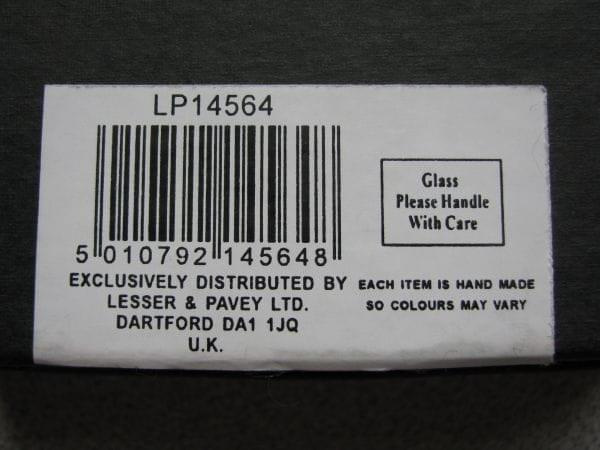 LP14564
5 010792 145648
Glass
Please Handle
With Care
EXCLUSIVELY DISTRIBUTED BY
LESSER & PAVEY LTD.
DARTFORD DA1 1JQ
U.K.
EACH ITEM IS HAND MADE
SO COLOURS MAY VARY